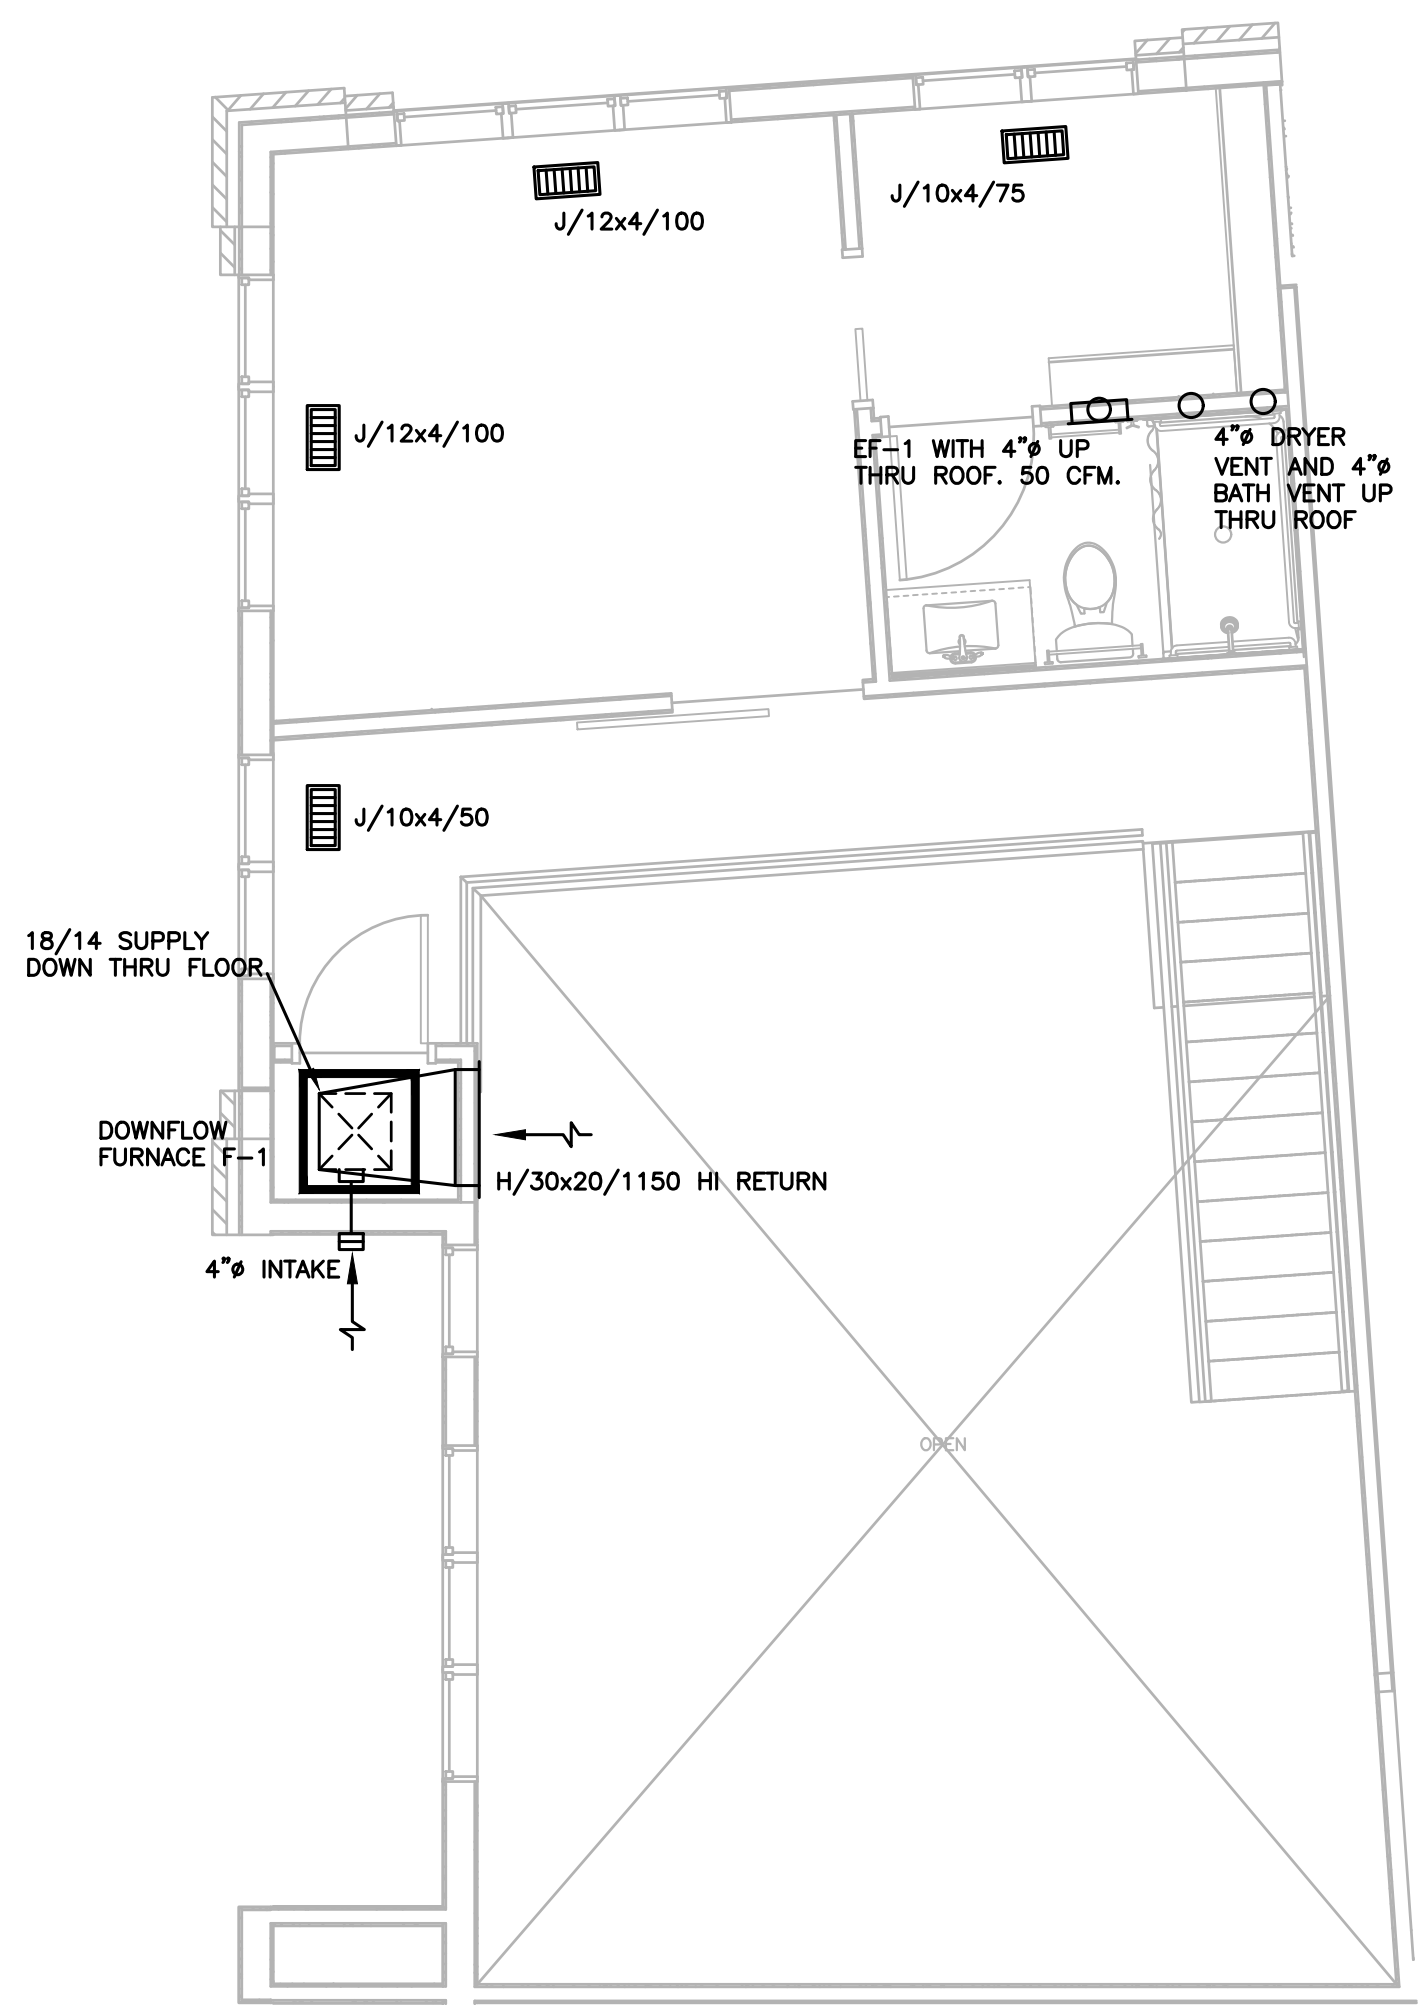 J/10x4/75
J/12x4/100
J/12x4/100
EF-1 WITH 4"ø UP
THRU ROOF. 50 CFM.
4"ø DRYER
VENT AND 4"ø
BATH VENT UP
THRU ROOF
J/10x4/50
18/14 SUPPLY
DOWN THRU FLOOR
DOWNFLOW
FURNACE F-1
H/30x20/1150 HI RETURN
4"ø INTAKE
OPEN